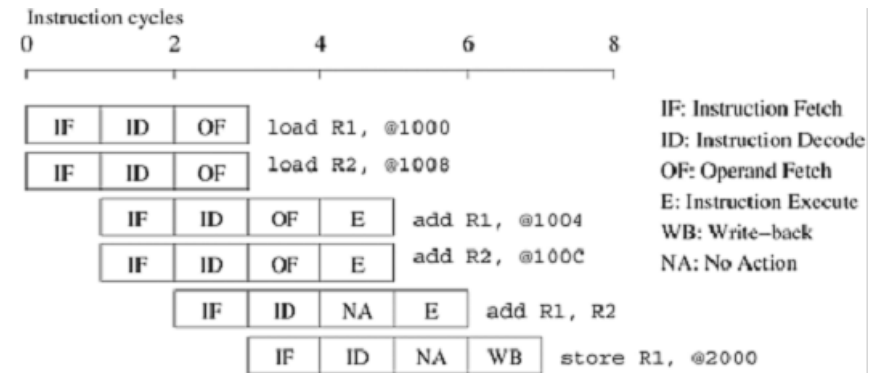 Instruction cycles
0 2 4 6 8
IF ID OF load R1, @1000
IF ID OF load R2, @1008
IF ID OF E add R1, @1004
IF ID OF E add R2, @100C
IF ID NA E add R1, R2
IF ID NA WB store R1, @2000
IF: Instruction Fetch
ID: Instruction Decode
OF: Operand Fetch
E: Instruction Execute
WB: Write–back
NA: No Action